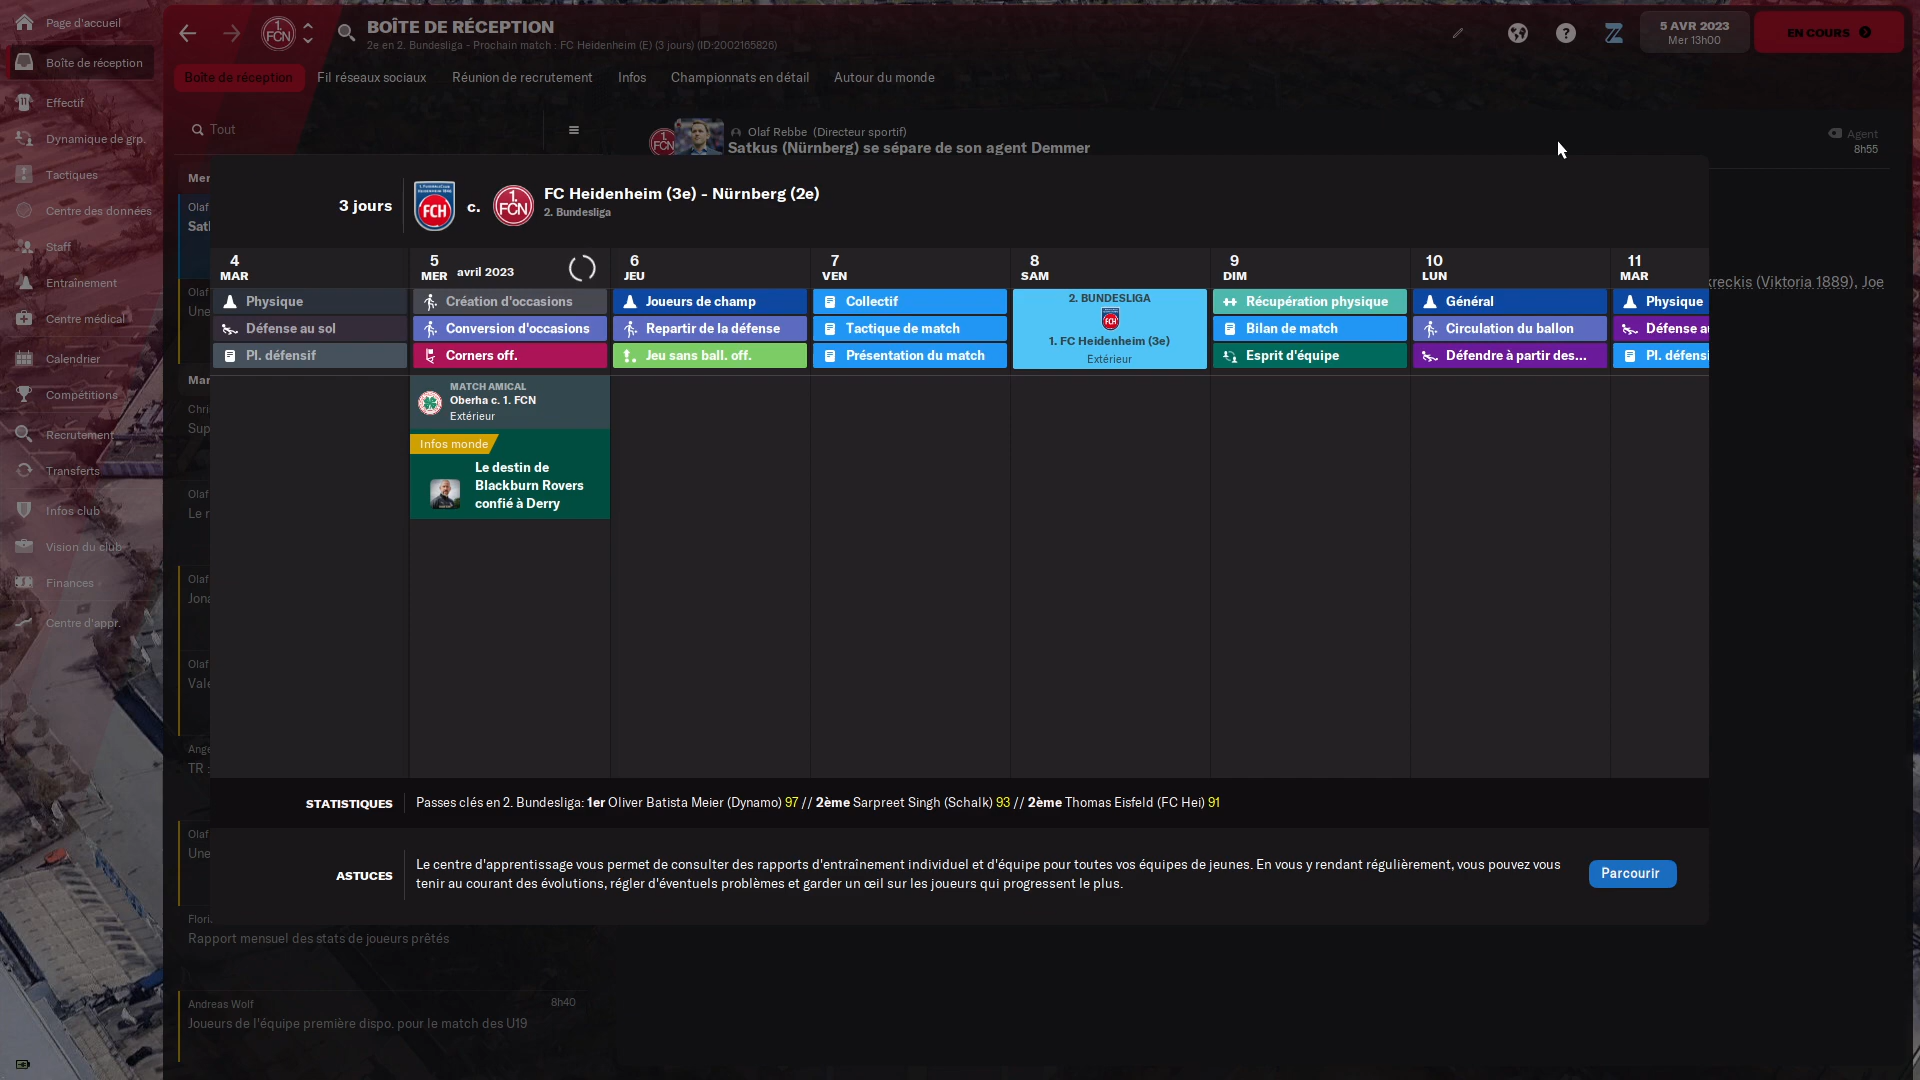 Page d'accueil
Boîte de réception
Effectif
Dynamique de grp.
Tactiques
Centre des données
Staff
Entraînement
Centre médical
Calendrier
Compétitions
Recrutement
Transferts
Infos club
Vision du club
Finances
Centre d'appr.
BOÎTE DE RÉCEPTION
2e en 2. Bundesliga - Prochain match : FC Heidenheim (E) (3 jours) (ID:2002165826)
5 AVR 2023
Mer 13h00
EN COURS
Boîte de réception Fil réseaux sociaux Réunion de recrutement Infos Championnats en détail Autour du monde
Tout
Olaf Rebbe (Directeur sportif)
Satkus (Nürnberg) se sépare de son agent Demmer
Agent
8h55
3 jours
c.
FC Heidenheim (3e) - Nürnberg (2e)
2. Bundesliga
4 MAR
5 MER avril 2023
6 JEU
7 VEN
8 SAM
9 DIM
10 LUN
11 MAR
Physique
Défense au sol
Pl. défensif
Création d'occasions
Conversion d'occasions
Corners off.
Joueurs de champ
Repartir de la défense
Jeu sans ball. off.
Collectif
Tactique de match
Présentation du match
2. BUNDESLIGA
1. FC Heidenheim (3e)
Extérieur
Récupération physique
Bilan de match
Esprit d'équipe
Général
Circulation du ballon
Défendre à partir des...
Physique
Défense au
Pl. défensi
MATCH AMICAL
Oberha c. 1. FCN
Extérieur
Infos monde
Le destin de
Blackburn Rovers
confié à Derry
kreckis (Viktoria 1889), Joe
STATISTIQUES
Passes clés en 2. Bundesliga: 1er Oliver Batista Meier (Dynamo) 97 // 2ème Sarpreet Singh (Schalk) 93 // 2ème Thomas Eisfeld (FC Hei) 91
ASTUCES
Le centre d'apprentissage vous permet de consulter des rapports d'entraînement individuel et d'équipe pour toutes vos équipes de jeunes. En vous y rendant régulièrement, vous pouvez vous
tenir au courant des évolutions, régler d'éventuels problèmes et garder un œil sur les joueurs qui progressent le plus.
Parcourir
Rapport mensuel des stats de joueurs prêtés
Andreas Wolf
8h40
Joueurs de l'équipe première dispo. pour le match des U19